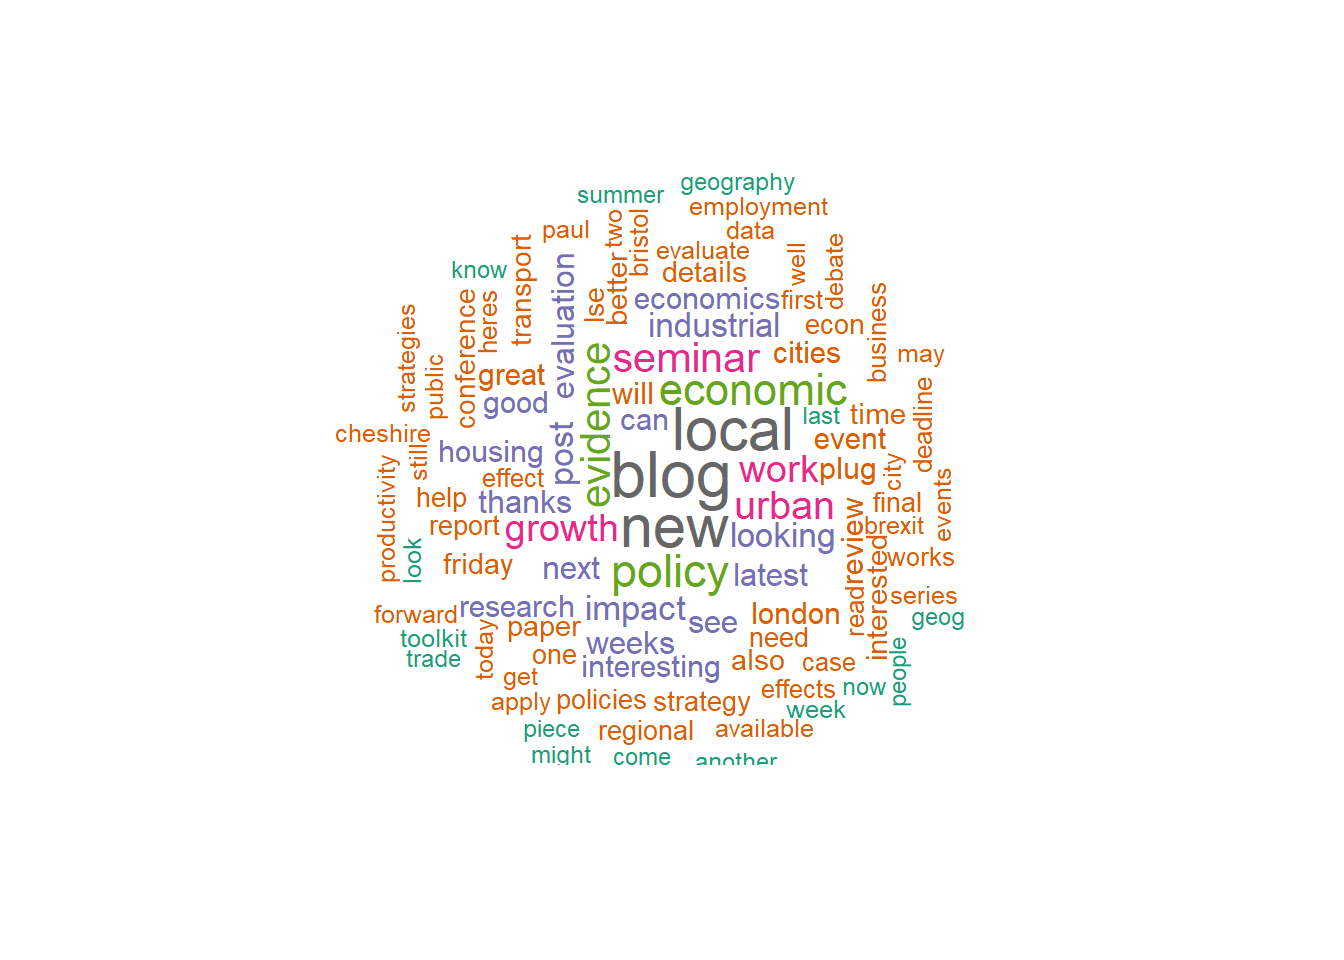 geography
summer
employment
paul
two
bristol
data
evaluate
well
debate
know
transport
evaluation
better
details
lse
economics
first
business
conference
heres
industrial
econ
strategies
public
great
evidence
seminar
cities
may
good
will
economic
deadline
cheshire
still
post
can
local
last
time
housing
event
productivity
effect
blog
work
plug
city
events
help
thanks
urban
final
report
growth
new
looking
review
brexit
look
friday
next
policy
latest
read
interested
works
forward
research
impact
see
london
series
geog
toolkit
today
paper
weeks
need
trade
one
interesting
also
case
people
get
effects
now
apply
policies
strategy
week
piece
regional
available
might
come
another